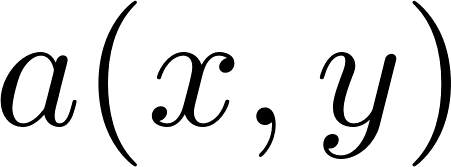 a(x, y)